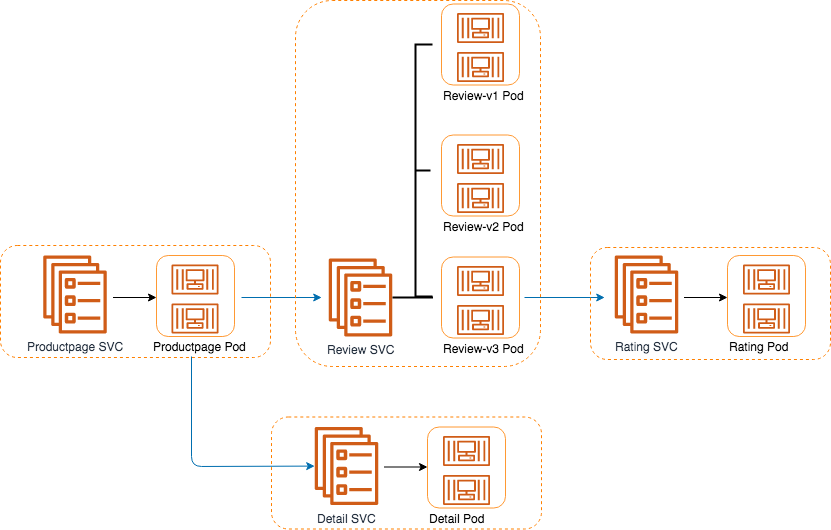 Review-v1 Pod
Review-v2 Pod
Productpage SVC
Productpage Pod
Review SVC
Review-v3 Pod
Rating SVC
Rating Pod
Detail SVC
Detail Pod